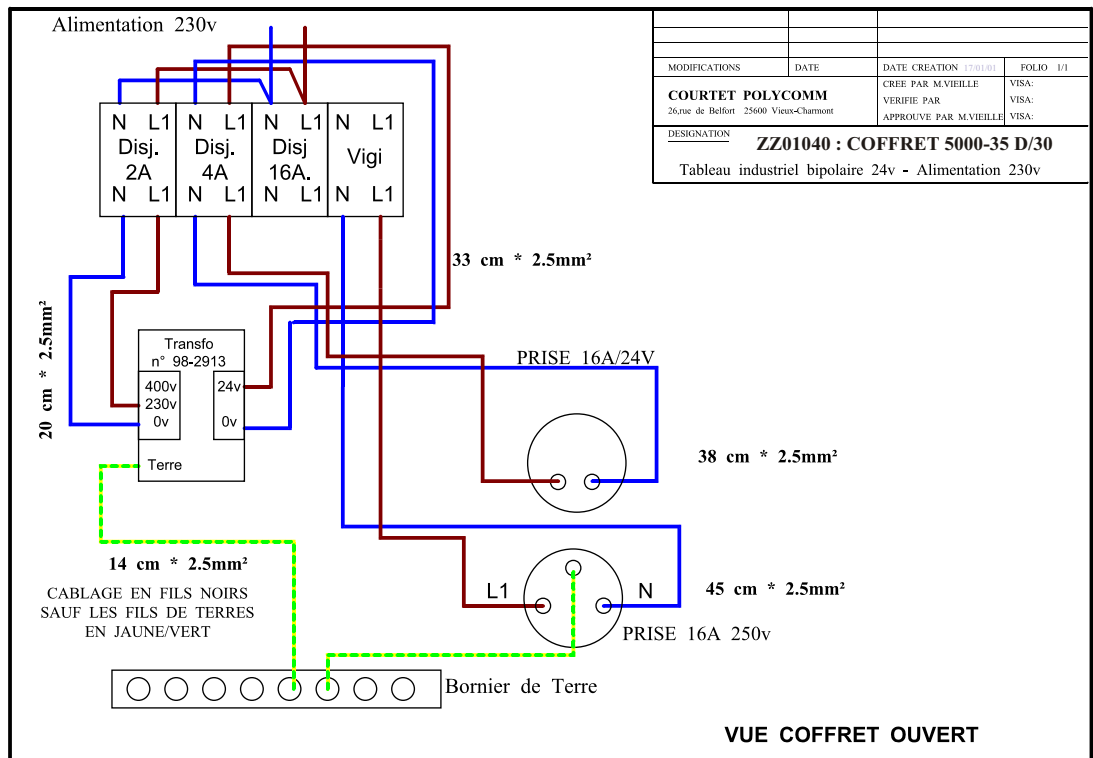 Alimentation 230v
MODIFICATIONS DATE DATE CREATION 17/01/01 FOLIO 1/1
COURTET POLYCOMM
26,rue de Belfort 25600 Vieux-Charmont
CREE PAR M.VIEILLE VISA:
VERIFIE PAR VISA:
APPROUVE PAR M.VIEILLE VISA:
DESIGNATION
ZZ01040 : COFFRET 5000-35 D/30
Tableau industriel bipolaire 24v - Alimentation 230v
N L1 N L1 N L1 N L1
Disj. 
2A
Disj.
4A
Disj
16A.
Vigi
N L1 N L1 N L1 N L1
33 cm * 2.5mm²
20 cm * 2.5mm²
Transfo
n° 98-2913
400v
230v
0v
24v
0v
Terre
PRISE 16A/24V
38 cm * 2.5mm²
14 cm * 2.5mm²
CABLAGE EN FILS NOIRS
SAUF LES FILS DE TERRES
EN JAUNE/VERT
L1 N
45 cm * 2.5mm²
PRISE 16A 250v
Bornier de Terre
VUE COFFRET OUVERT